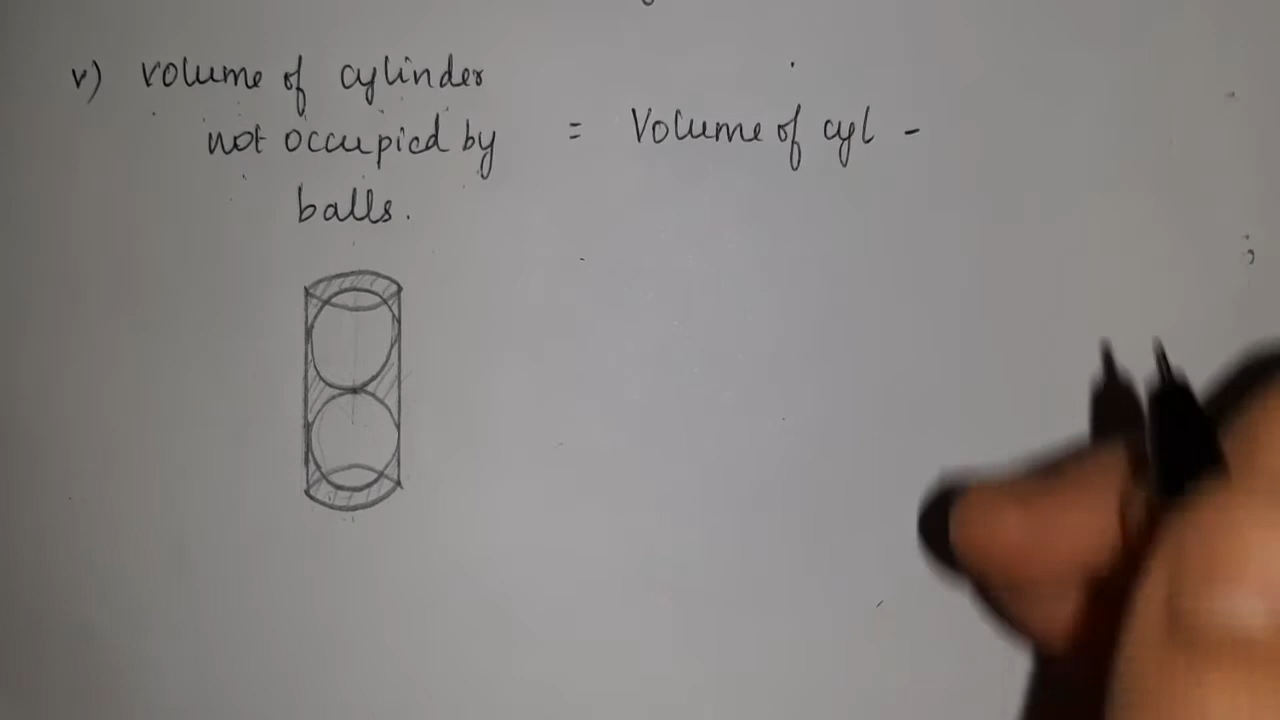 v) volume of cylinder
not occupied by = Volume of cyl -
balls.